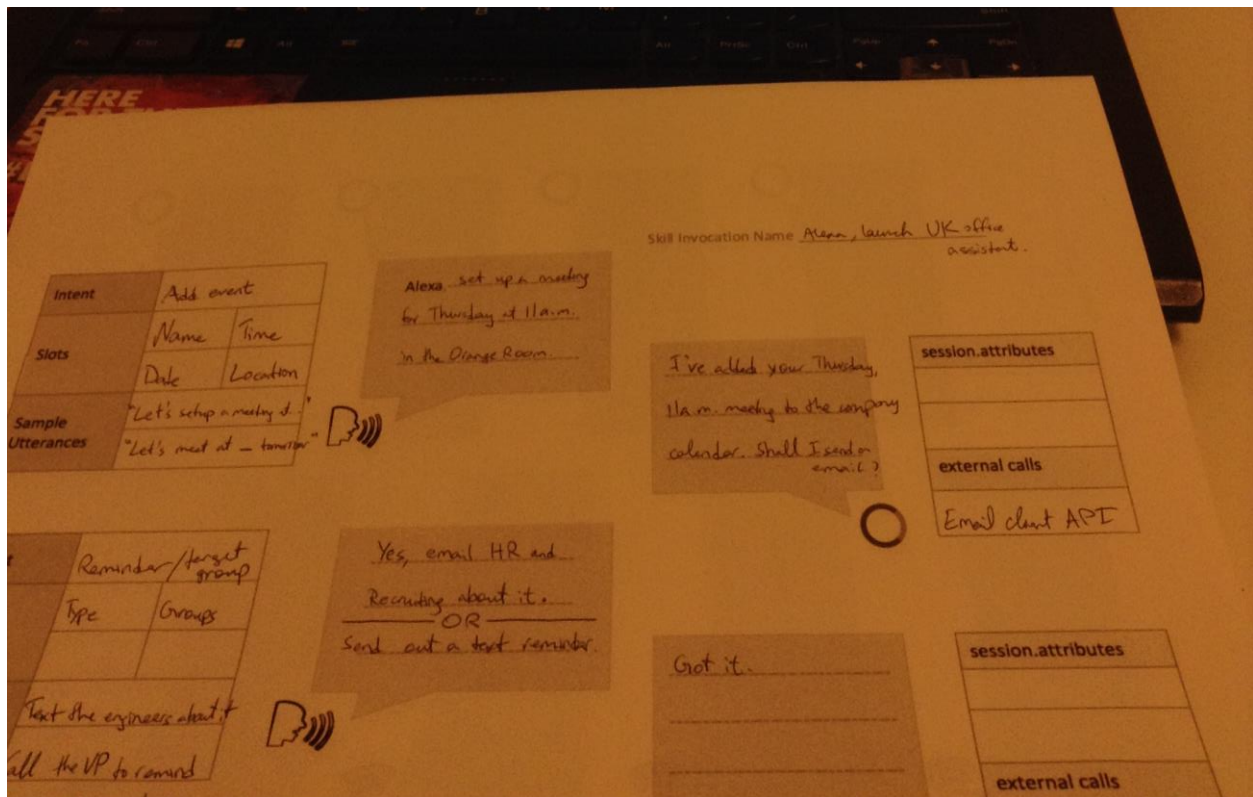 HERE
Skill Invocation Name Alexa, launch UK office
assistant.
Intent
Add event
Slots
Name
Time
Date
Location
Sample
Utterances
"Let's setup a meeting at..."
"Let's meet at — tomorrow"
Alexa, set up a meeting
for Thursday at 11a.m.
in the Orange Room.
I've added your Thursday,
11a.m. meeting to the company
calendar. Shall I send a
email?
session.attributes
external calls
Email client API
Reminder/target
group
Type
Groups
Text the engineers about it
the VP to remind
Yes, email HR and
Recruiting about it.
OR
Send out a text reminder.
Got it.
session.attributes
external calls